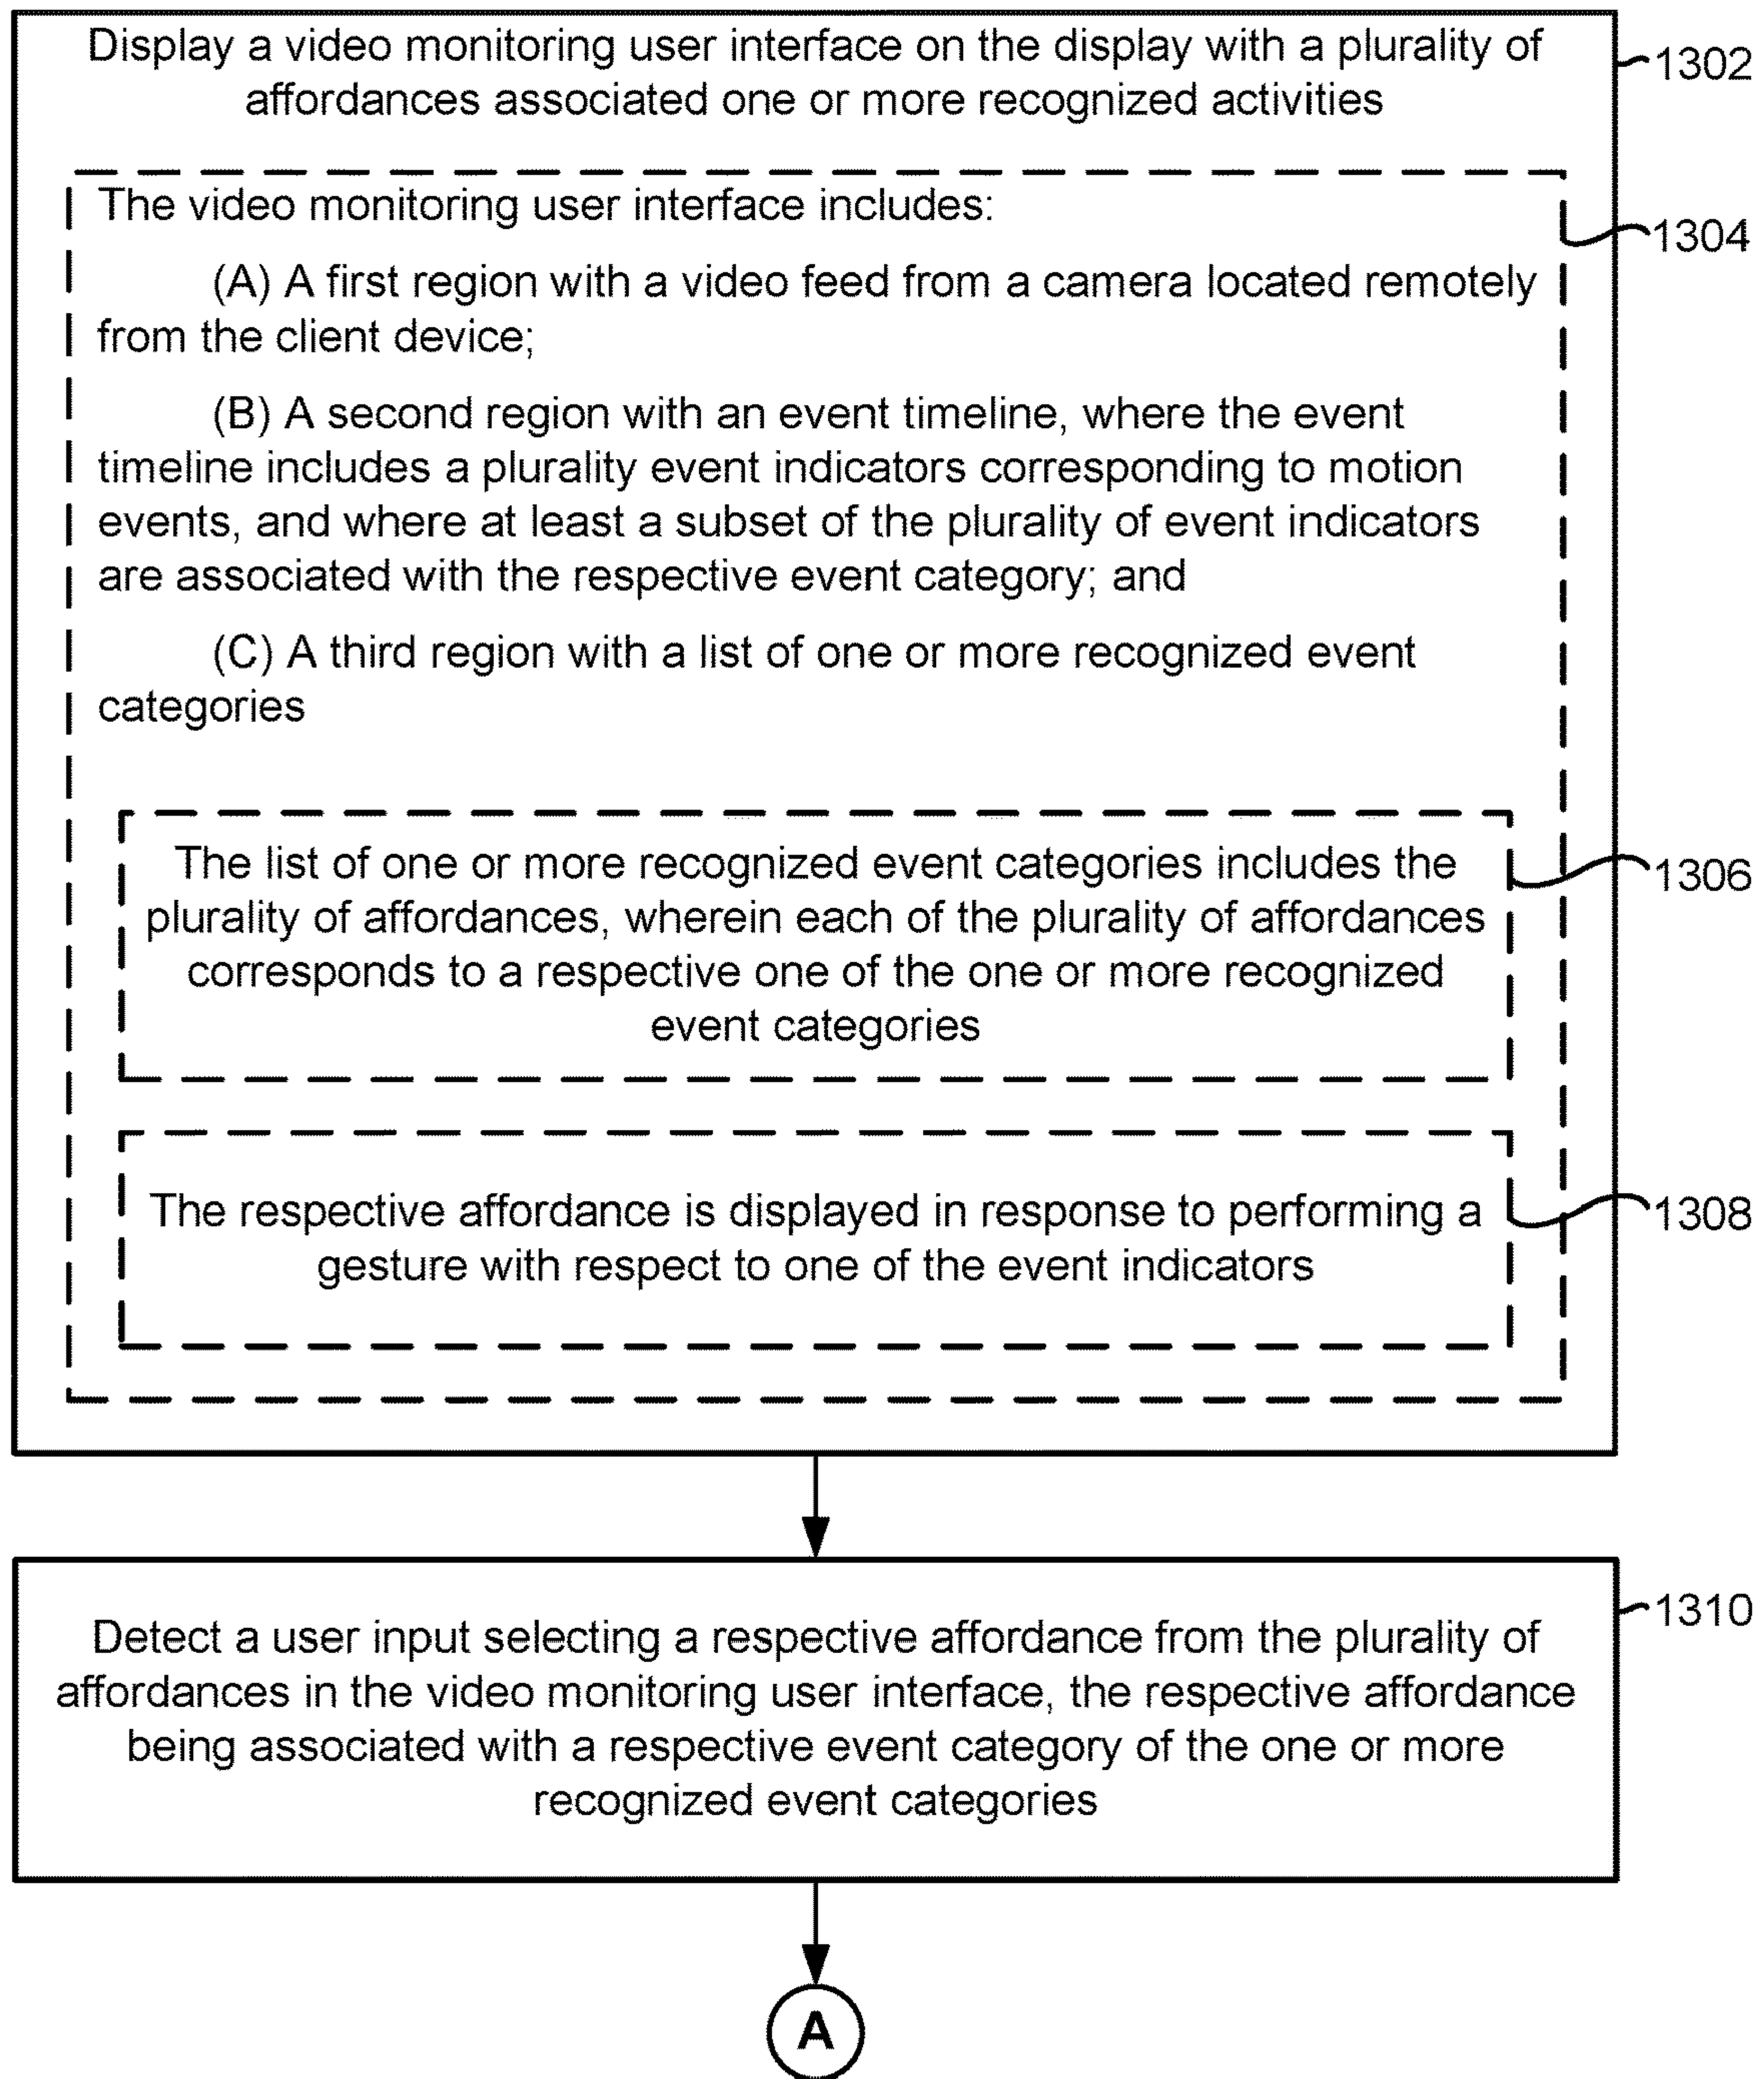 Display a video monitoring user interface on the display with a plurality of
affordances associated one or more recognized activities
1302
The video monitoring user interface includes:
1304
(A) A first region with a video feed from a camera located remotely
from the client device;
(B) A second region with an event timeline, where the event
timeline includes a plurality event indicators corresponding to motion
events, and where at least a subset of the plurality of event indicators
are associated with the respective event category; and
(C) A third region with a list of one or more recognized event
categories
The list of one or more recognized event categories includes the
plurality of affordances, wherein each of the plurality of affordances
corresponds to a respective one of the one or more recognized
event categories
1306
The respective affordance is displayed in response to performing a
gesture with respect to one of the event indicators
1308
Detect a user input selecting a respective affordance from the plurality of
affordances in the video monitoring user interface, the respective affordance
being associated with a respective event category of the one or more
recognized event categories
1310
A